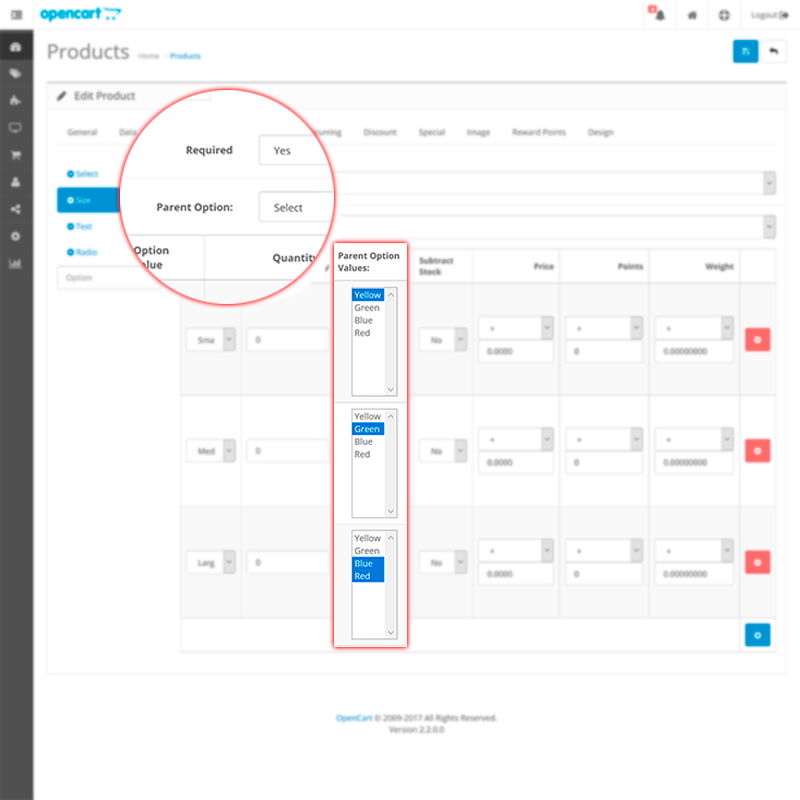 opencart
Logout
Products
Home / Products
Edit Product
General
Data
Discount
Special
Image
Reward Points
Design
Required
Yes
Parent Option:
Select
Select
Size
Text
Radio
Option
Option
Quantity
Parent Option
Values:
Subtract
Stock
Price
Points
Weight
Sma
0
Yellow
Green
Blue
Red
No
+
+
+
0.0000
0
0.00000000
Med
0
Yellow
Green
Blue
Red
No
+
+
+
0.0000
0
0.00000000
Larg
0
Yellow
Green
Blue
Red
No
+
+
+
0.0000
0
0.00000000
OpenCart © 2009-2017 All Rights Reserved.
Version 2.2.0.0